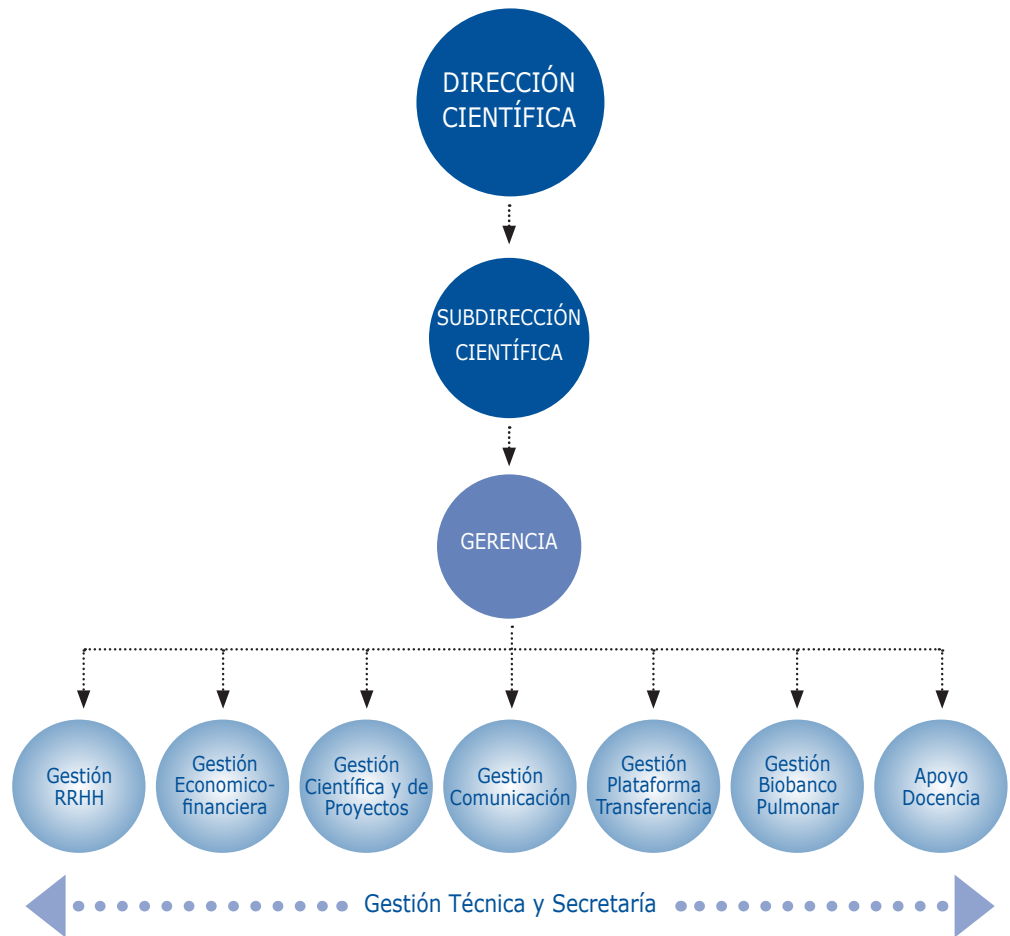 DIRECCIÓN
CIENTÍFICA
SUBDIRECCIÓN
CIENTÍFICA
GERENCIA
Gestión
RRHH
Gestión
Economico-
financiera
Gestión
Científica y de
Proyectos
Gestión
Comunicación
Gestión
Plataforma
Transferencia
Gestión
Biobanco
Pulmonar
Apoyo
Docencia
Gestión Técnica y Secretaría